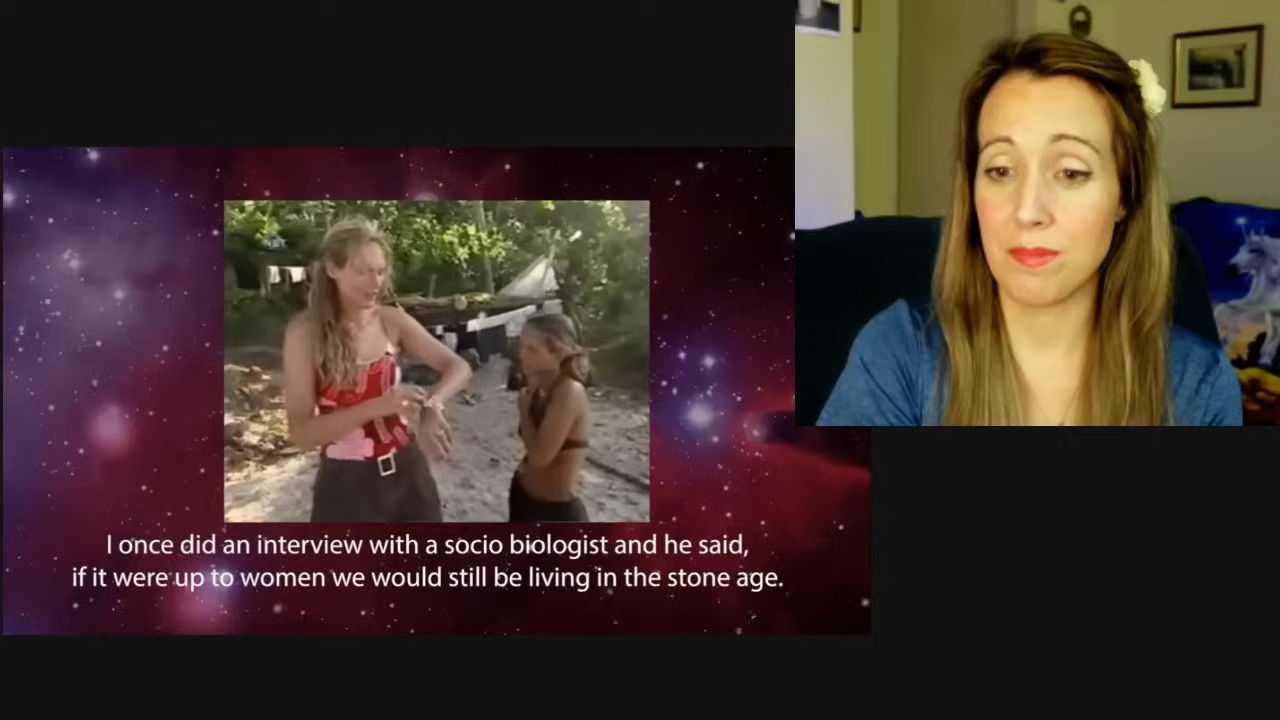 I once did an interview with a socio biologist and he said,
if it were up to women we would still be living in the stone age.